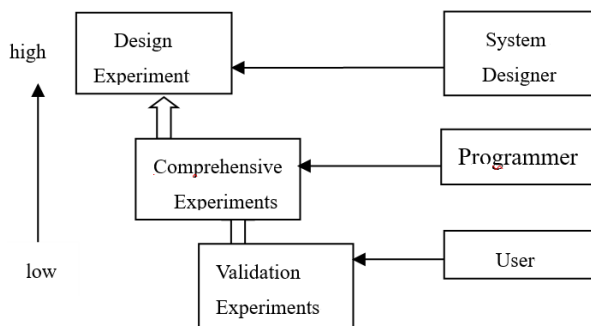 Design
Experiment
System
Designer
high
Comprehensive
Experiments
Programmer
Validation
Experiments
User
low